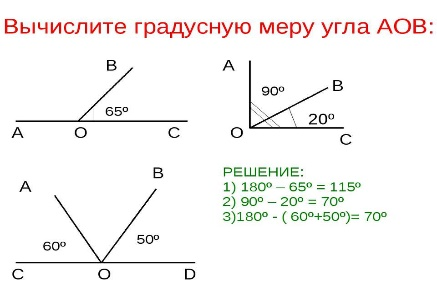 Вычислите градусную меру угла АОВ:
В
65º
А О С
А
90º
В
20º
О
С
А
В
60º
50º
С О D
РЕШЕНИЕ:
1) 180º – 65º = 115º
2) 90º – 20º = 70º
3)180º - ( 60º+50º)= 70º